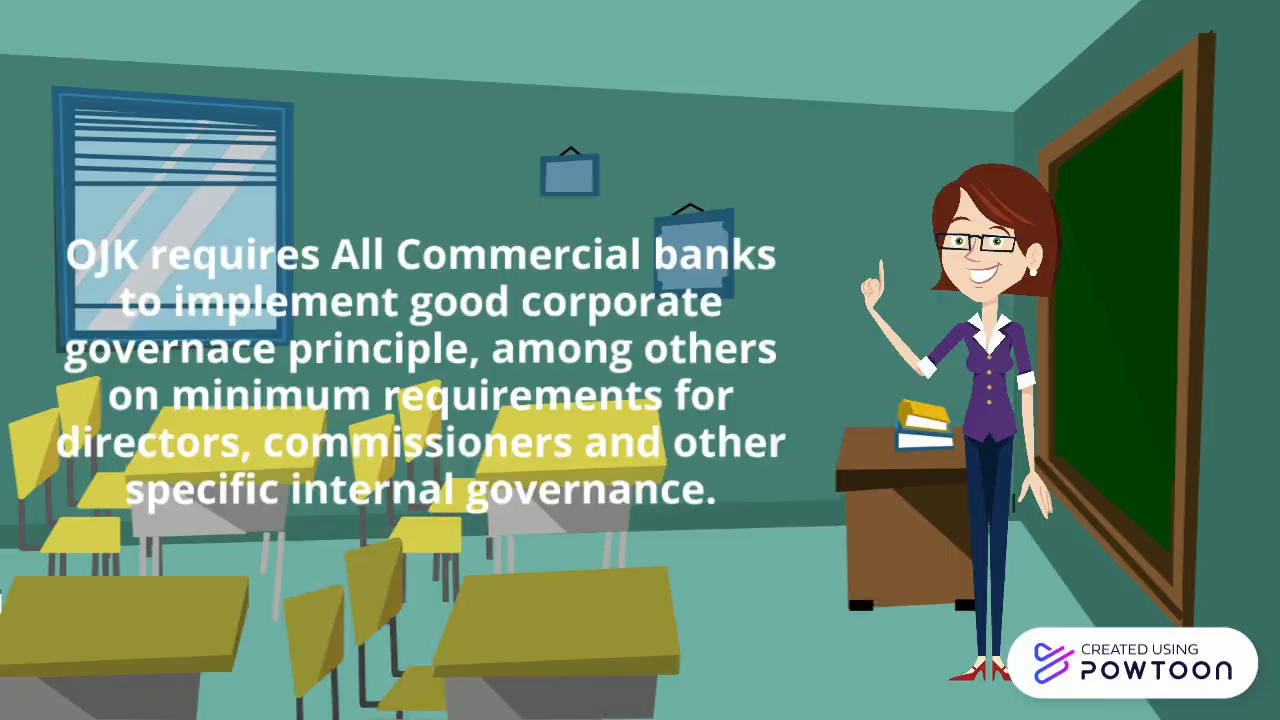 OJK requires All Commercial banks
to implement good corporate
governace principle, among others
on minimum requirements for
directors, commissioners and other
specific internal governance.
CREATED USING
POWTOON